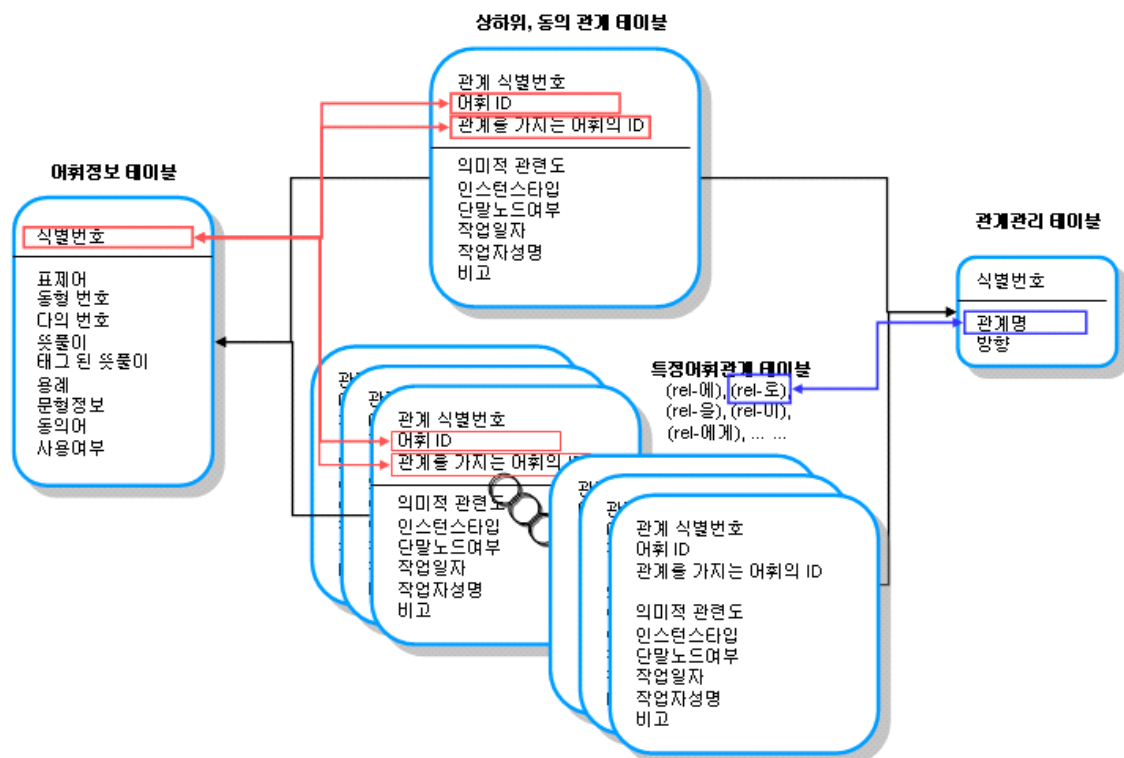 상하위, 동의 관계 테이블
관계 식별번호
어휘 ID
관계을 가지는 어휘의 ID
의미적 관련도
인스턴스타입
단말노드여부
작업일자
작업자성명
비고
어휘정보 테이블
식별번호
표제어
동형 번호
다의 번호
뜻풀이
태그 된 뜻풀이
용례
문형정보
동의어
사용여부
관계관리 테이블
식별번호
관계명
방향
특정어휘관계 테이블
(rel-에), (rel-로),
(rel-을), (rel-미),
(rel-에게), ... ...
관계 식별번호
어휘 ID
관계을 가지는 어휘의
의미적 관련도
인스턴스타입
단말노드여부
작업일자
작업자성명
비고
관계 식별번호
어휘 ID
관계을 가지는 어휘의 ID
의미적 관련도
인스턴스타입
단말노드여부
작업일자
작업자성명
비고